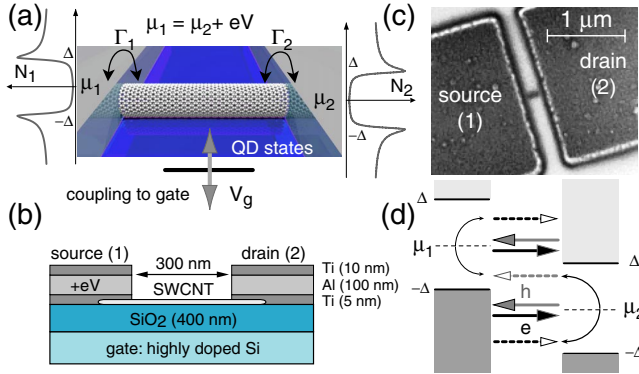 (a)
μ₁ = μ₂+ eV
Γ₁
Γ₂
Δ
Δ
N₁
N₂
μ₁
μ₂
-Δ
-Δ
QD states
coupling to gate
Vg
(b)
source (1)
drain (2)
300 nm
+eV
SWCNT
Ti (10 nm)
Al (100 nm)
Ti (5 nm)
SiO₂ (400 nm)
gate: highly doped Si
(c)
1 μm
drain
(2)
source
(1)
(d)
Δ
μ₁
Δ
-Δ
h
μ₂
e
-Δ